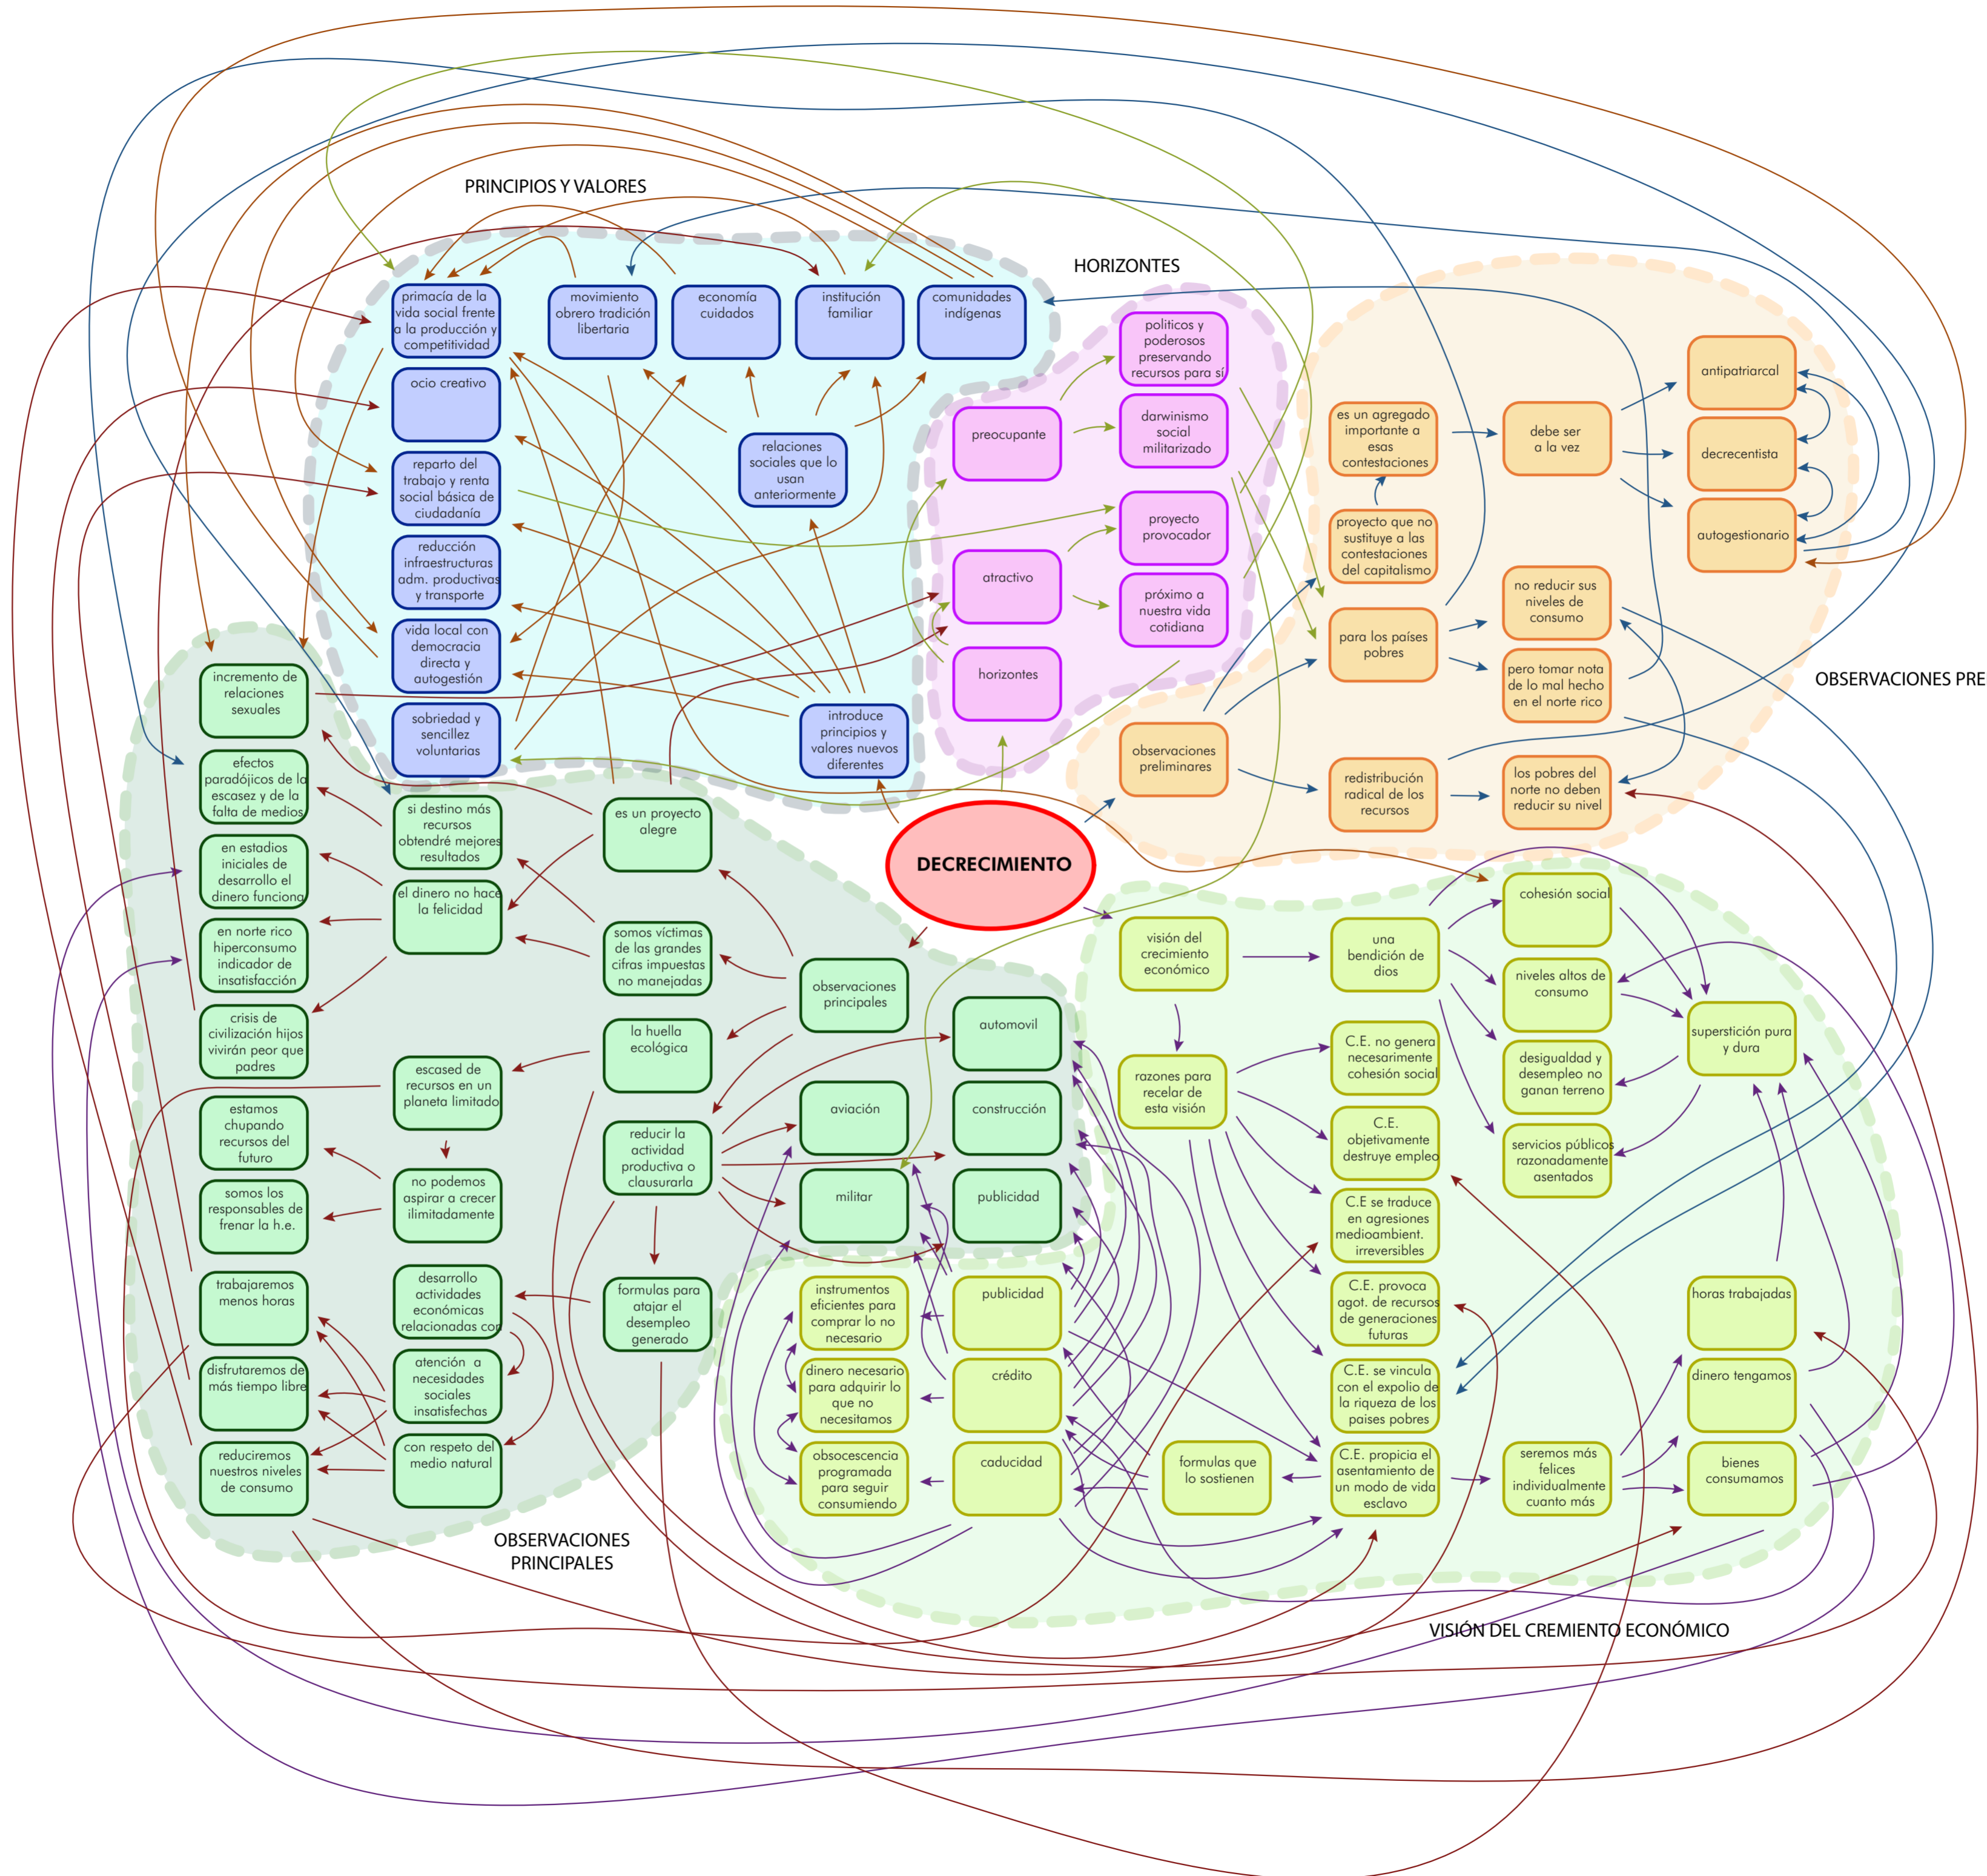 PRINCIPIOS Y VALORES
primacía de la
vida social frente
a la producción y
competitividad
movimiento
obrero tradición
libertaria
economía
cuidados
institución
familiar
comunidades
indígenas
ocio creativo
reparto del
trabajo y renta
social básica de
ciudadanía
reducción
infraestructuras
adm. productivas
y transporte
vida local con
democracia
directa y
autogestión
sobriedad y
sencillez
voluntarias
relaciones
sociales que lo
usan
anteriormente
introduce
principios y
valores nuevos
diferentes
HORIZONTES
politicos y
poderosos
preservando
recursos para sí
preocupante
darwinismo
social
militarizado
proyecto
provocador
atractivo
próximo a
nuestra vida
cotidiana
horizontes
OBSERVACIONES PRE
es un agregado
importante a
esas
contestaciones
debe ser
a la vez
antipatriarcal
decrecentista
autogestionario
proyecto que no
sustituye a las
contestaciones
del capitalismo
para los países
pobres
no reducir sus
niveles de
consumo
pero tomar nota
de lo mal hecho
en el norte rico
observaciones
preliminares
redistribución
radical de los
recursos
los pobres del
norte no deben
reducir su nivel
DECRECIMIENTO
incremento de
relaciones
sexuales
efectos
paradójicos de la
escasez y de la
falta de medios
en estadios
iniciales de
desarrollo el
dinero funciona
en norte rico
hiperconsumo
indicador de
insatisfacción
crisis de
civilización hijos
vivirán peor que
padres
estamos
chupando
recursos del
futuro
somos los
responsables de
frenar la h.e.
trabajaremos
menos horas
disfrutaremos de
más tiempo libre
reduciremos
nuestros niveles
de consumo
si destino más
recursos
obtendré mejores
resultados
el dinero no hace
la felicidad
escased de
recursos en un
planeta limitado
no podemos
aspirar a crecer
ilimitadamente
desarrollo
actividades
económicas
relacionadas con
atención a
necesidades
sociales
insatisfechas
con respeto del
medio natural
es un proyecto
alegre
somos víctimas
de las grandes
cifras impuestas
no manejadas
la huella
ecológica
reducir la
actividad
productiva o
clausurarla
formulas para
atajar el
desempleo
generado
observaciones
principales
automovil
aviación
construcción
militar
publicidad
OBSERVACIONES
PRINCIPALES
visión del
crecimiento
económico
una
bendición de
dios
cohesión social
niveles altos de
consumo
desigualdad y
desempleo no
ganan terreno
servicios públicos
razonadamente
asentados
superstición pura
y dura
razones para
recelar de
esta visión
C.E. no genera
necesarimente
cohesión social
C.E.
objetivamente
destruye empleo
C.E se traduce
en agresiones
medioambient.
irreversibles
C.E. provoca
agot. de recursos
de generaciones
futuras
C.E. se vincula
con el expolio de
la riqueza de los
paises pobres
C.E. propicia el
asentamiento de
un modo de vida
esclavo
instrumentos
eficientes para
comprar lo no
necesario
publicidad
dinero necesario
para adquirir lo
que no
necesitamos
crédito
obsocescencia
programada
para seguir
consumiendo
caducidad
formulas que
lo sostienen
seremos más
felices
individualmente
cuanto más
horas trabajadas
dinero tengamos
bienes
consumamos
VISIÓN DEL CREMIENTO ECONÓMICO